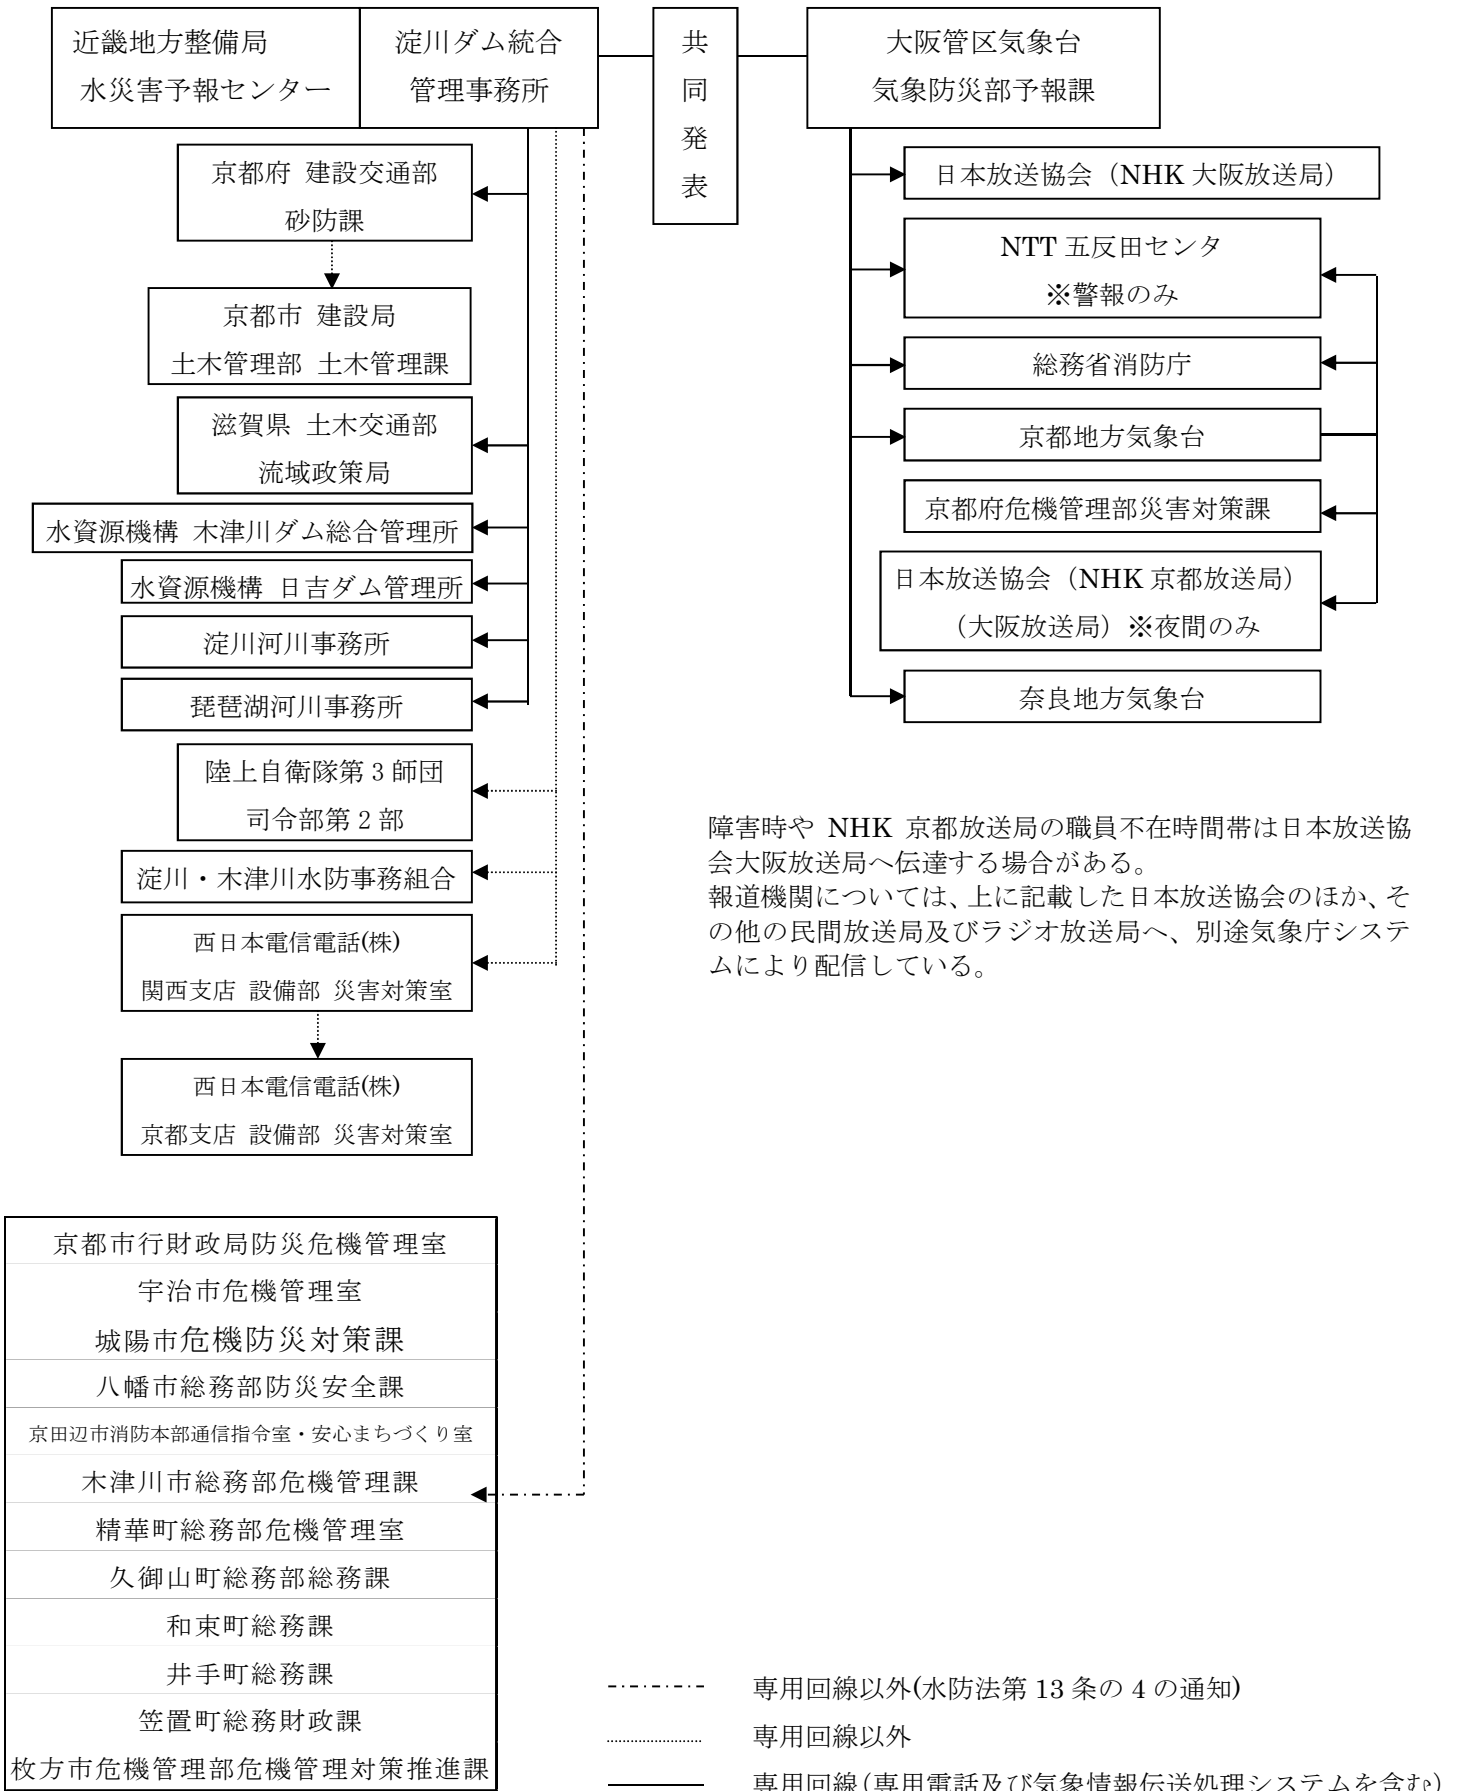 近畿地方整備局
水災害予報センター
淀川ダム統合
管理事務所
共
同
発
表
大阪管区気象台
気象防災部予報課
京都府 建設交通部
砂防課
京都市 建設局
土木管理部 土木管理課
滋賀県 土木交通部
流域政策局
水資源機構 木津川ダム総合管理所
水資源機構 日吉ダム管理所
淀川河川事務所
琵琶湖河川事務所
陸上自衛隊第3師団
司令部第2部
淀川・木津川水防事務組合
西日本電信電話(株)
関西支店 設備部 災害対策室
西日本電信電話(株)
京都支店 設備部 災害対策室
日本放送協会（NHK大阪放送局）
NTT五反田センタ
※警報のみ
総務省消防庁
京都地方気象台
京都府危機管理部災害対策課
日本放送協会（NHK京都放送局）
（大阪放送局）※夜間のみ
奈良地方気象台
障害時や NHK 京都放送局の職員不在時間帯は日本放送協
会大阪放送局へ伝達する場合がある。
報道機関については、上に記載した日本放送協会のほか、そ
の他の民間放送局及びラジオ放送局へ、別途気象庁システ
ムにより配信している。
京都市行財政局防災危機管理室
宇治市危機管理室
城陽市危機防災対策課
八幡市総務部防災安全課
京田辺市消防本部通信指令室・安心まちづくり室
木津川市総務部危機管理課
精華町総務部危機管理室
久御山町総務部総務課
和束町総務課
井手町総務課
笠置町総務財政課
枚方市危機管理部危機管理対策推進課
専用回線以外(水防法第13条の4の通知)
専用回線以外
専用回線(専用電話及び気象情報伝送処理システムを含む)